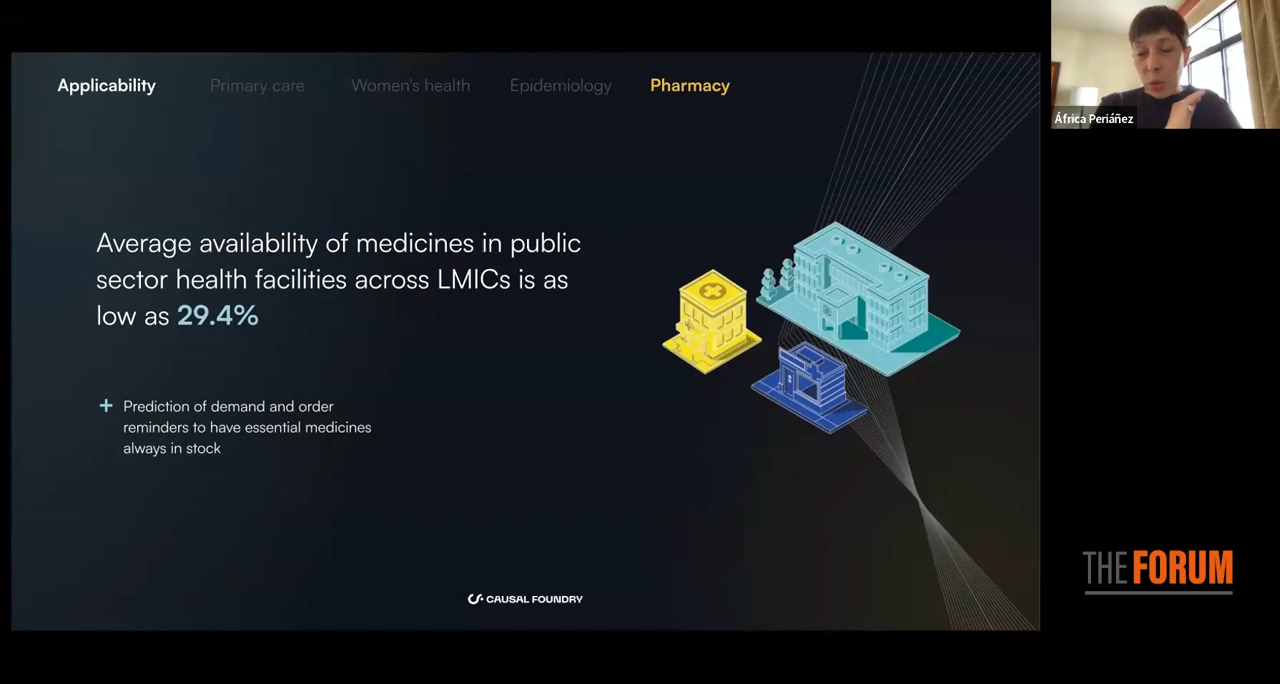 Applicability Primary care Women's health Epidemiology Pharmacy
Average availability of medicines in public
sector health facilities across LMICs is as
low as 29.4%
+ Prediction of demand and order
reminders to have essential medicines
always in stock
CAUSAL FOUNDRY
África Periáñez
THE FORUM